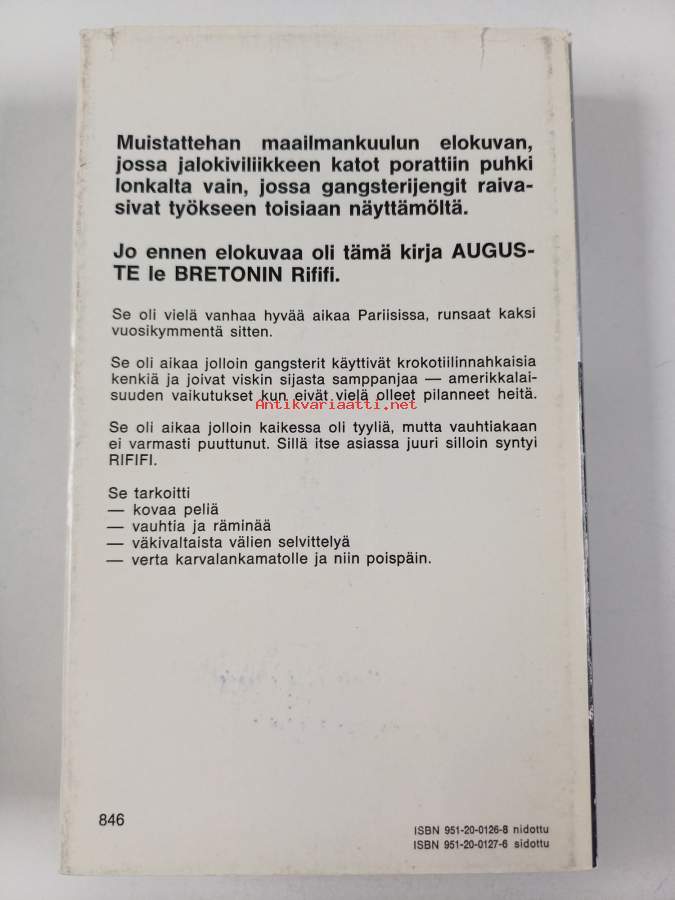 Muistattehan maailmankuulun elokuvan,
jossa jalokiviliikkeen katot porattiin puhki
lonkalta vain, jossa gangsterijengit raiva-
sivat työkseen toisiaan näyttämöltä.
Jo ennen elokuvaa oli tämä kirja AUGUS-
TE le BRETONIN Rififi.
Se oli vielä vanhaa hyvää aikaa Pariisissa, runsaat kaksi
vuosikymmentä sitten.
Se oli aikaa jolloin gangsterit käyttivät krokotiilinnahkaisia
kenkiä ja joivat viskin sijasta samppanjaa — amerikkalai-
suuden vaikutukset kun eivät vielä olleet pilanneet heitä.
Antikvariaatti.net
Se oli aikaa jolloin kaikessa oli tyyliä, mutta vauhtiakaan
ei varmasti puuttunut. Sillä itse asiassa juuri silloin syntyi
RIFIFI.
Se tarkoitti
— kovaa peliä
— vauhtia ja räminää
— väkivaltaista välien selvittelyä
— verta karvalankamatolle ja niin poispäin.
846
ISBN 951-20-0126-8 nidottu
ISBN 951-20-0127-6 sidottu